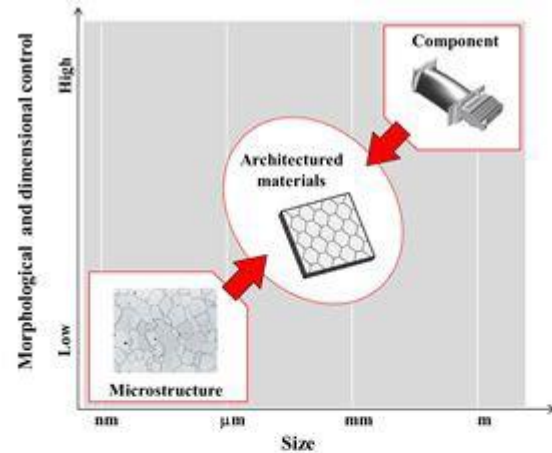 Morphological and dimensional control
High
Low
Component
Architectured
materials
Microstructure
nm
μm
mm
m
Size